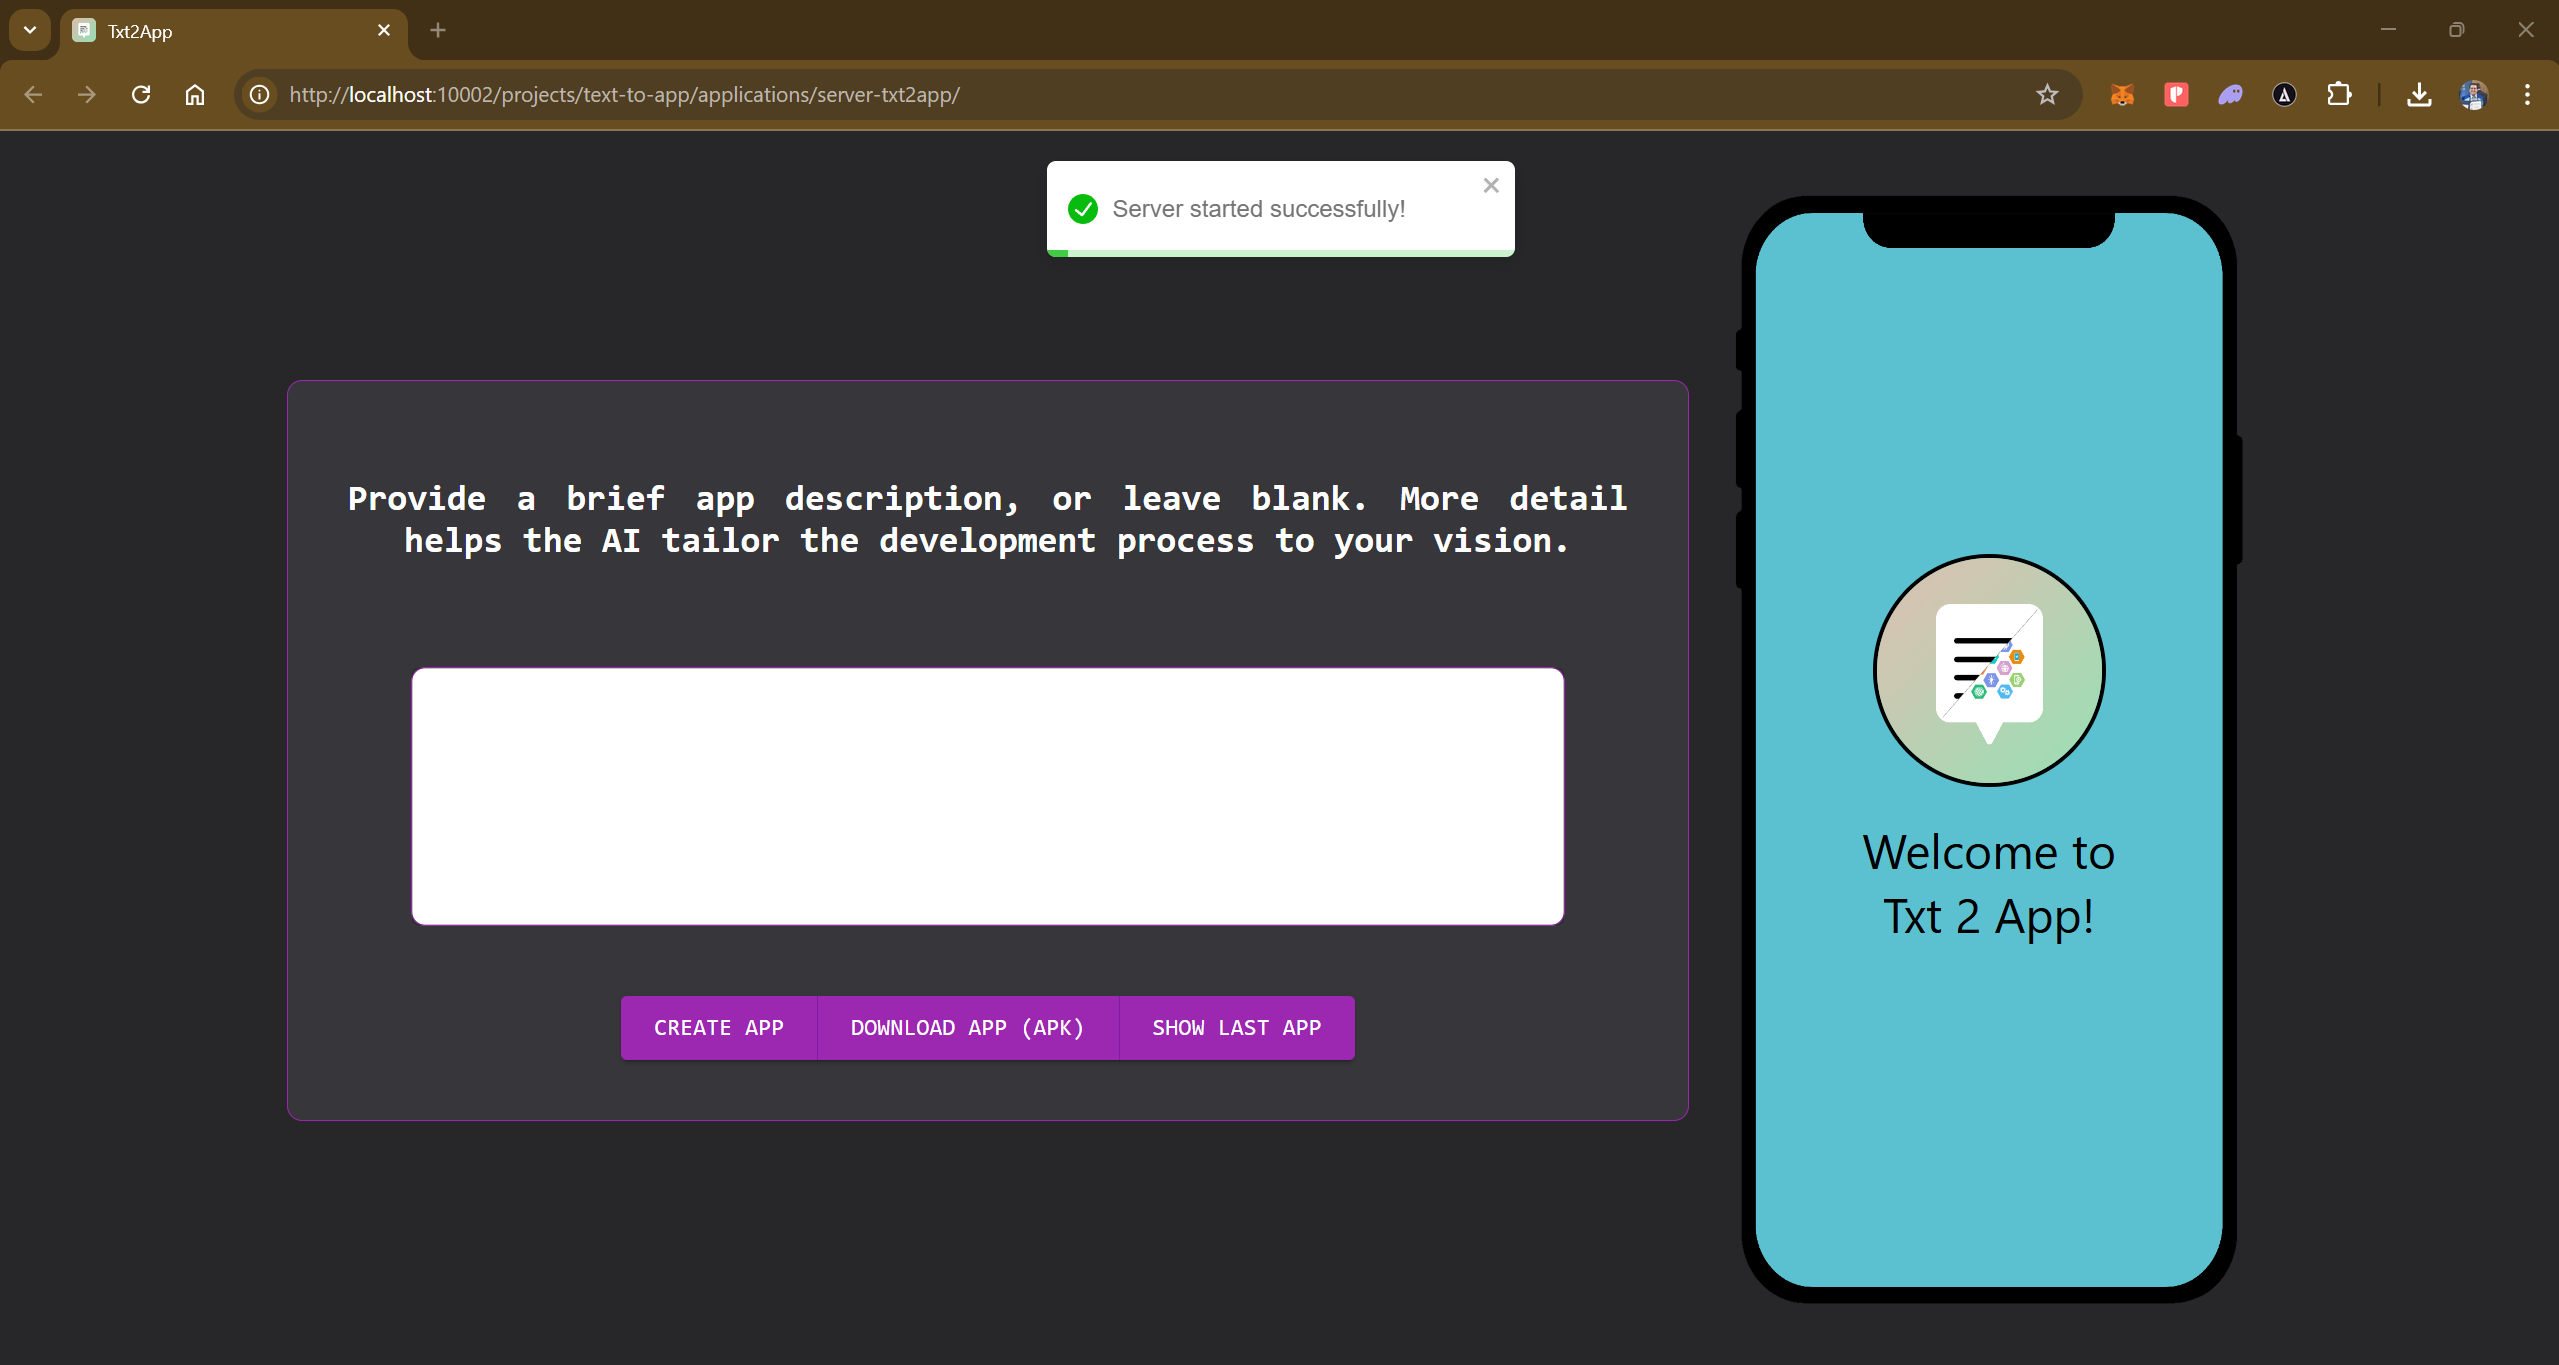 Txt2App
http://localhost:10002/projects/text-to-app/applications/server-txt2app/
Server started successfully!
Provide a brief app description, or leave blank. More detail
helps the AI tailor the development process to your vision.
CREATE APP
DOWNLOAD APP (APK)
SHOW LAST APP
Welcome to
Txt 2 App!